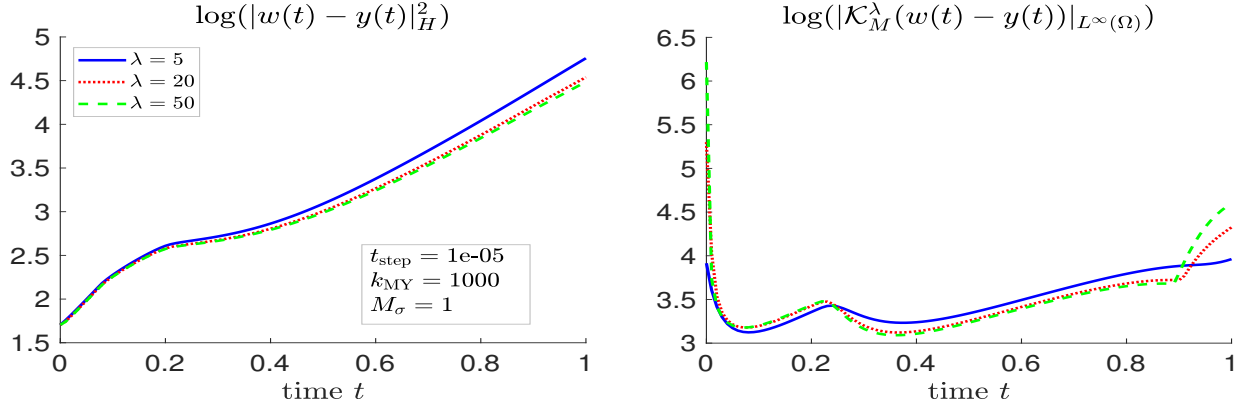 log(|w(t) − y(t)|²_H)
5
4.5
4
3.5
3
2.5
2
1.5
λ = 5
λ = 20
λ = 50
t_step = 1e-05
k_MY = 1000
M_σ = 1
0 0.2 0.4 0.6 0.8 1
time t
log(|𝒦^λ_M(w(t) − y(t))|_{L^∞(Ω)})
6.5
6
5.5
5
4.5
4
3.5
3
0 0.2 0.4 0.6 0.8 1
time t